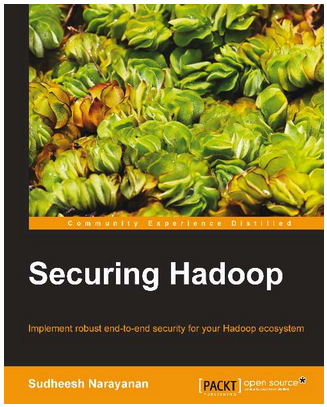 Community Experience Distilled
Securing Hadoop
Implement robust end-to-end security for your Hadoop ecosystem
Sudheesh Narayanan
[PACKT] open source*
PUBLISHING